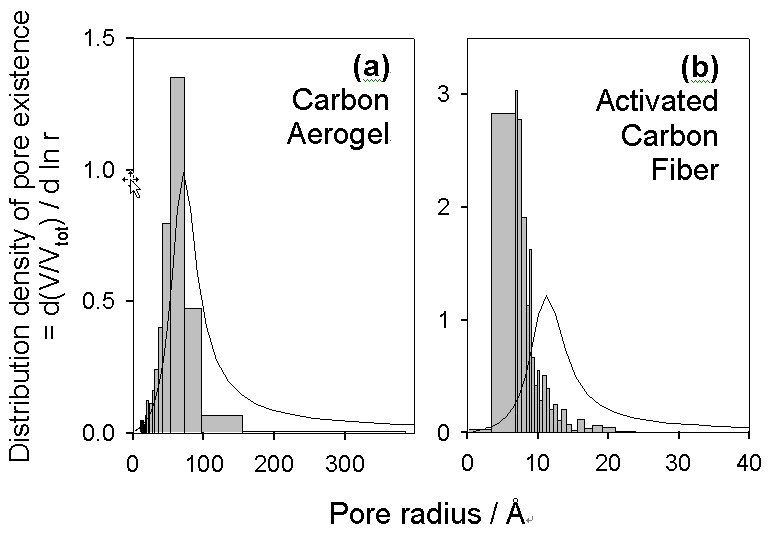 Distribution density of pore existence
= d(V/Vtot) / d ln r
1.5
1.0
0.5
0.0
(a)
Carbon
Aerogel
0 100 200 300
3
2
1
0
(b)
Activated
Carbon
Fiber
0 10 20 30 40
Pore radius / Å